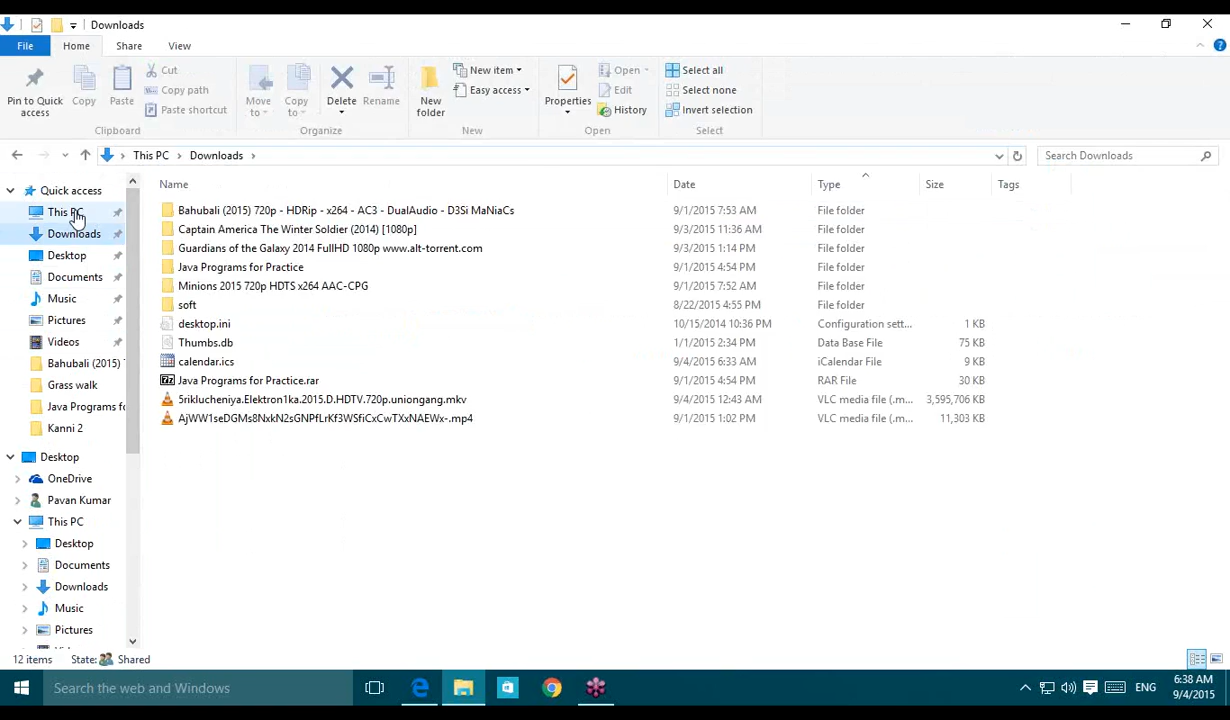 Downloads
File Home Share View
Pin to Quick access
Copy
Paste
Cut
Copy path
Paste shortcut
Clipboard
Move to
Copy to
Delete
Rename
Organize
New folder
New item
Easy access
New
Properties
Open
Edit
History
Open
Select all
Select none
Invert selection
Select
This PC > Downloads >
Search Downloads
Quick access
This PC
Downloads
Desktop
Documents
Music
Pictures
Videos
Bahubali (2015) 7
Grass walk
Java Programs fo
Kanni 2
Desktop
OneDrive
Pavan Kumar
This PC
Desktop
Documents
Downloads
Music
Pictures
Name Date Type Size Tags
Bahubali (2015) 720p - HDRip - x264 - AC3 - DualAudio - D3Si MaNiaCs 9/1/2015 7:53 AM File folder
Captain America The Winter Soldier (2014) [1080p] 9/3/2015 11:36 AM File folder
Guardians of the Galaxy 2014 FullHD 1080p www.alt-torrent.com 9/3/2015 1:14 PM File folder
Java Programs for Practice 9/1/2015 4:54 PM File folder
Minions 2015 720p HDTS x264 AAC-CPG 9/1/2015 7:52 AM File folder
soft 8/22/2015 4:55 PM File folder
desktop.ini 10/15/2014 10:36 PM Configuration sett... 1 KB
Thumbs.db 1/1/2015 2:34 PM Data Base File 75 KB
calendar.ics 9/4/2015 6:33 AM iCalendar File 9 KB
Java Programs for Practice.rar 9/1/2015 4:54 PM RAR File 30 KB
5riklucheniya.Elektron1ka.2015.D.HDTV.720p.uniongang.mkv 9/4/2015 12:43 AM VLC media file (.m... 3,595,706 KB
AjWW1seDGMs8NxkN2sGNPfLrKf3WSfiCxCwTXxNAEWx-.mp4 9/1/2015 1:02 PM VLC media file (.m... 11,303 KB
12 items State: Shared
Search the web and Windows
ENG
6:38 AM
9/4/2015